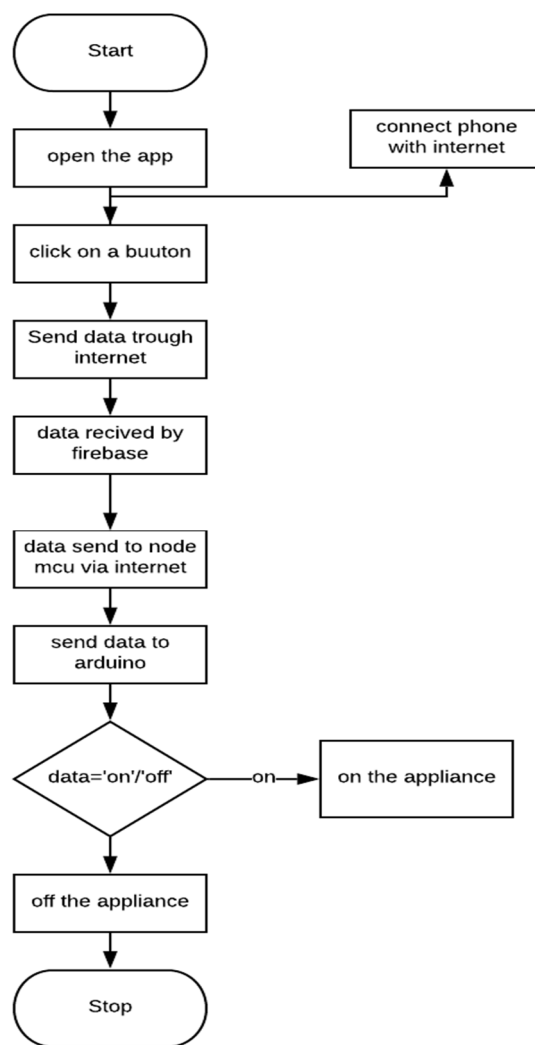 Start
open the app
connect phone
with internet
click on a buuton
Send data trough
internet
data recived by
firebase
data send to node
mcu via internet
send data to
arduino
data='on'/'off'
on
on the appliance
off the appliance
Stop